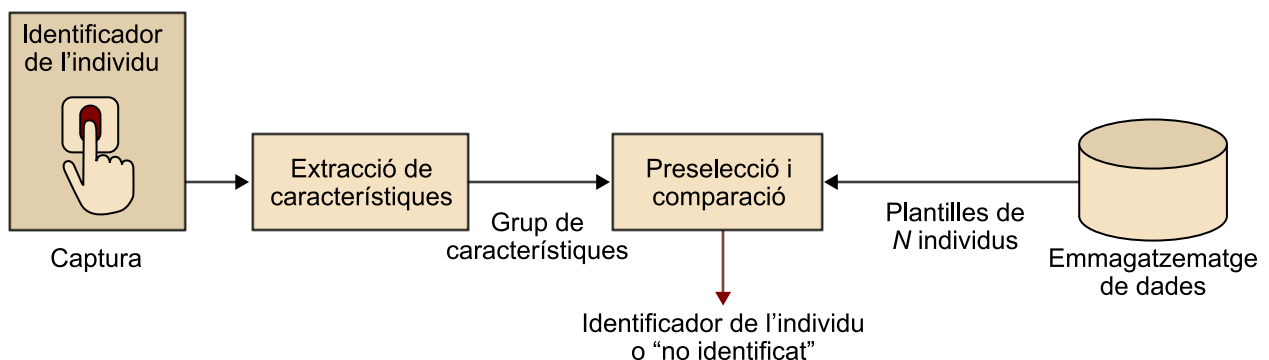 Identificador
de l’individu
Captura
Extracció de
característiques
Grup de
característiques
Preselecció i
comparació
Plantilles de
N individus
Emmagatzematge
de dades
Identificador de l’individu
o “no identificat”